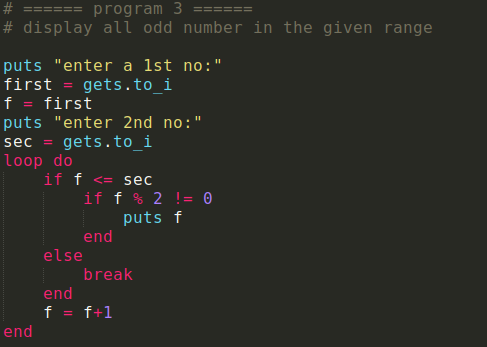 # ====== program 3 ======
# display all odd number in the given range

puts "enter a 1st no:"
first = gets.to_i
f = first
puts "enter 2nd no:"
sec = gets.to_i
loop do
    if f <= sec
        if f % 2 != 0
            puts f
        end
    else
        break
    end
    f = f+1
end